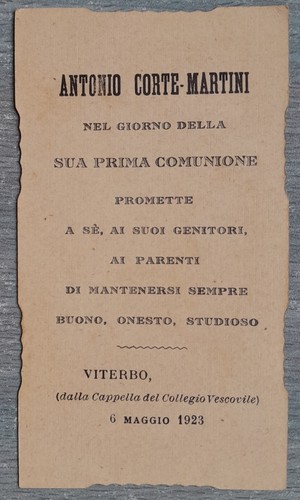 ANTONIO CORTE-MARTINI
NEL GIORNO DELLA
SUA PRIMA COMUNIONE
PROMETTE
A SÈ, AI SUOI GENITORI,
AI PARENTI
DI MANTENERSI SEMPRE
BUONO, ONESTO, STUDIOSO
VITERBO,
(dalla Cappella del Collegio Vescovile)
6 MAGGIO 1923